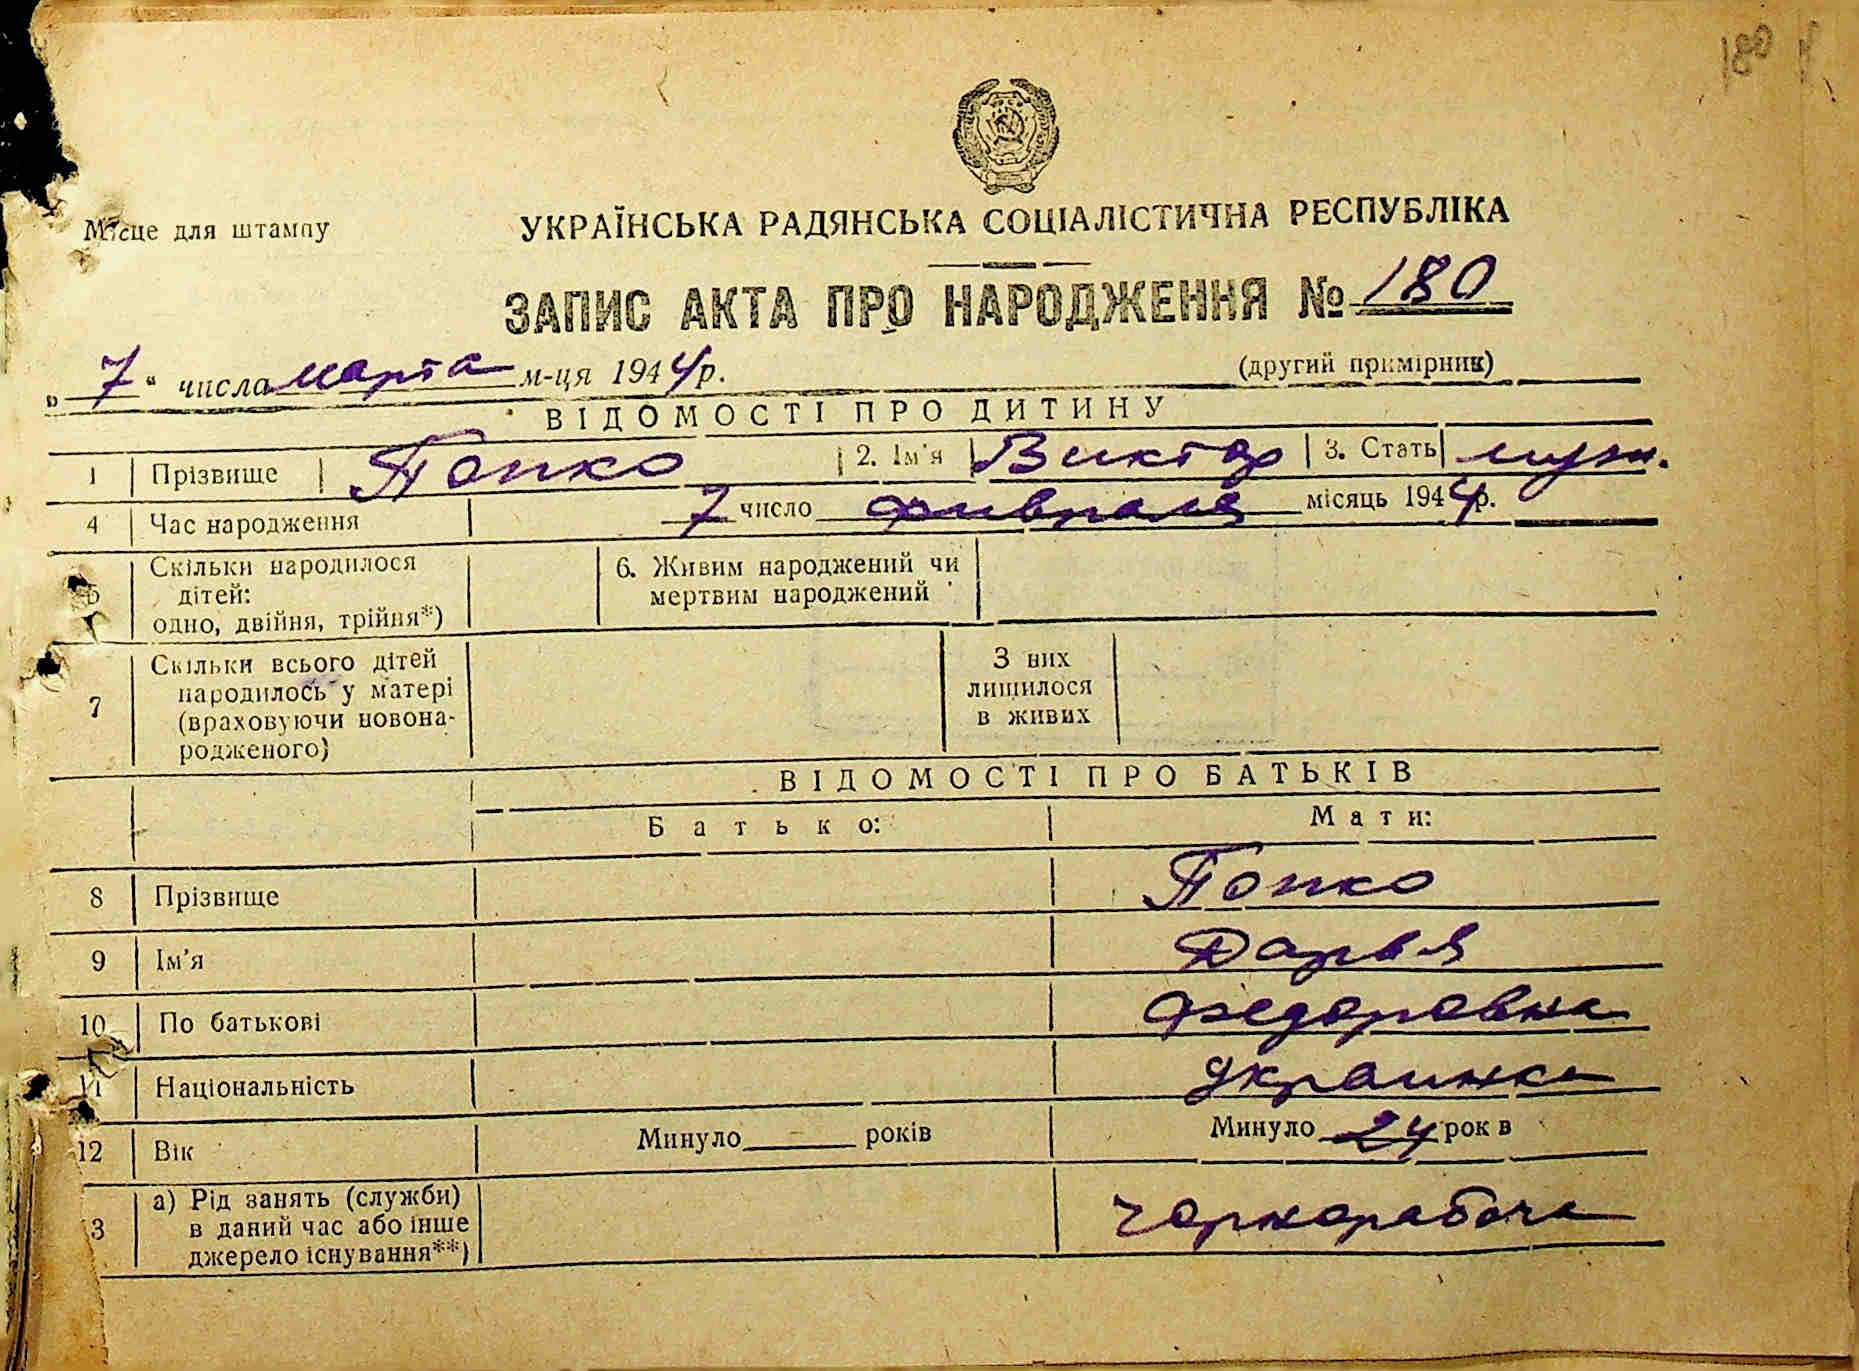 180
Місце для штампу
УКРАЇНСЬКА РАДЯНСЬКА СОЦІАЛІСТИЧНА РЕСПУБЛІКА
ЗАПИС АКТА ПРО НАРОДЖЕННЯ № 180
„ 7 “ числа марта м-ця 1944 р.
(другий примірник)
ВІДОМОСТІ ПРО ДИТИНУ
1 Прізвище Попко 2. Ім'я Виктор 3. Стать муж.
4 Час народження 7 число февраля місяць 1944 р.
5 Скільки народилося дітей: одно, двійня, трійня*) 6. Живим народжений чи мертвим народжений
7 Скільки всього дітей народилось у матері (враховуючи новонародженого) З них лишилося в живих
ВІДОМОСТІ ПРО БАТЬКІВ
Батько: Мати:
8 Прізвище Попко
9 Ім'я Дарья
10 По батькові Федоровна
11 Національність украинка
12 Вік Минуло років Минуло 24 рок в
3 а) Рід занять (служби) в даний час або інше джерело існування**) чорнорабоча